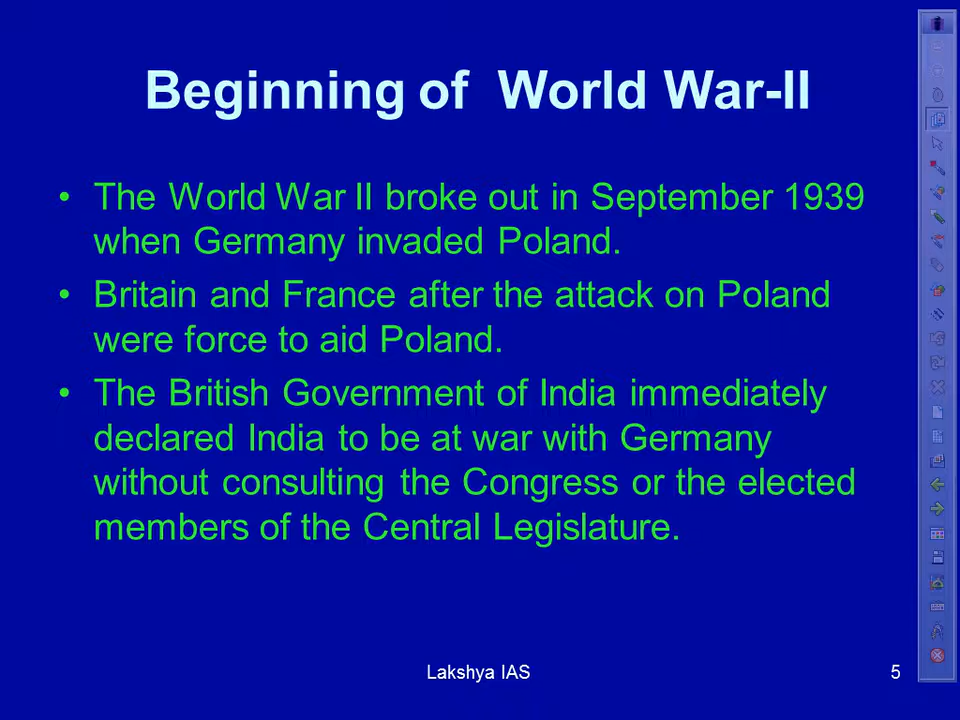 Beginning of World War-II
• The World War II broke out in September 1939
when Germany invaded Poland.
• Britain and France after the attack on Poland
were force to aid Poland.
• The British Government of India immediately
declared India to be at war with Germany
without consulting the Congress or the elected
members of the Central Legislature.
Lakshya IAS
5